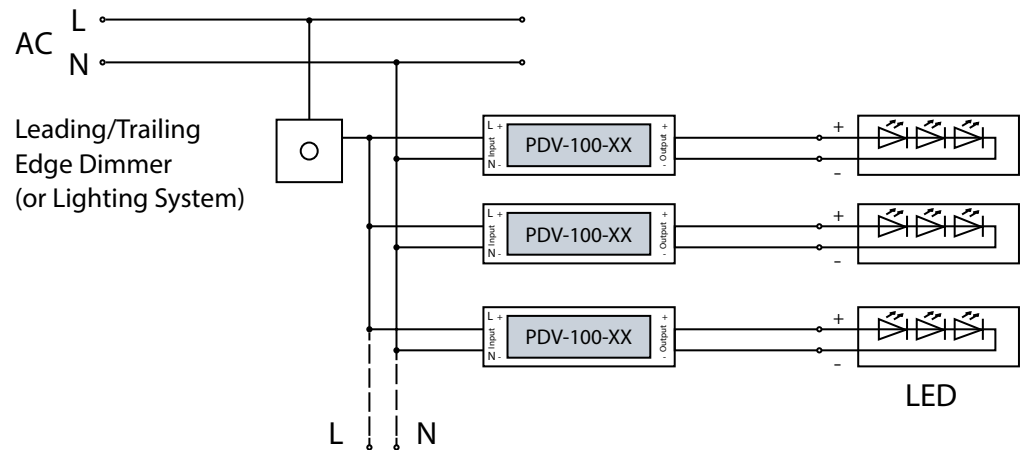 AC
L
N
Leading/Trailing
Edge Dimmer
(or Lighting System)
L +
Input
N -
PDV-100-XX
+
Output
-
+
–
L +
Input
N -
PDV-100-XX
+
Output
-
+
–
L +
Input
N -
PDV-100-XX
+
Output
-
+
–
LED
L N